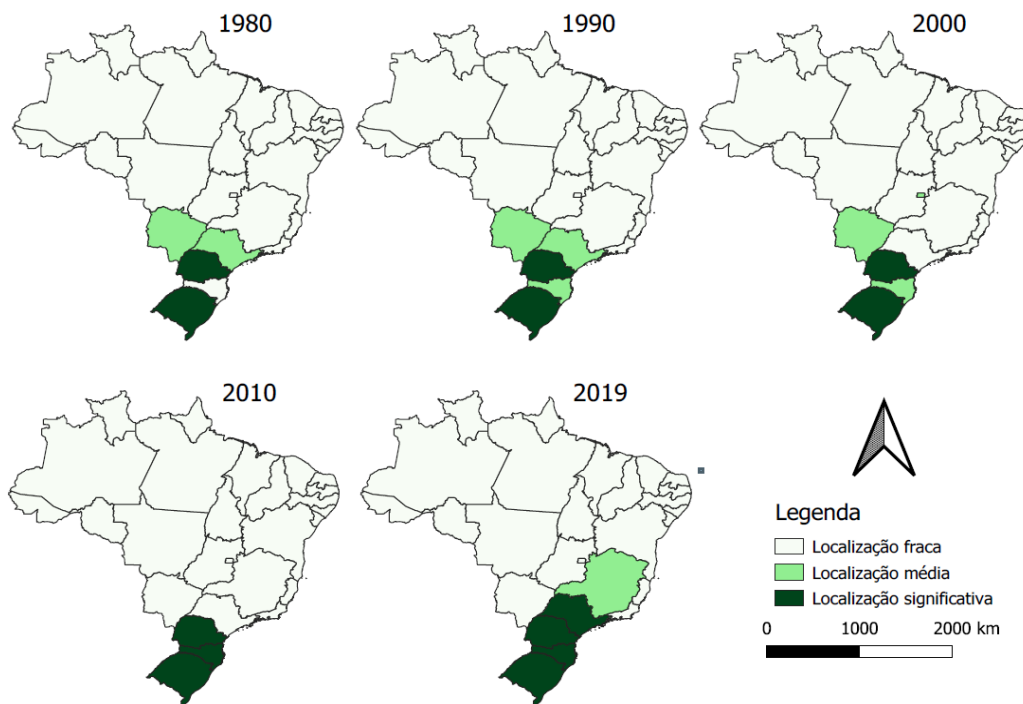 1980
1990
2000
2010
2019
Legenda
Localização fraca
Localização média
Localização significativa
0 1000 2000 km